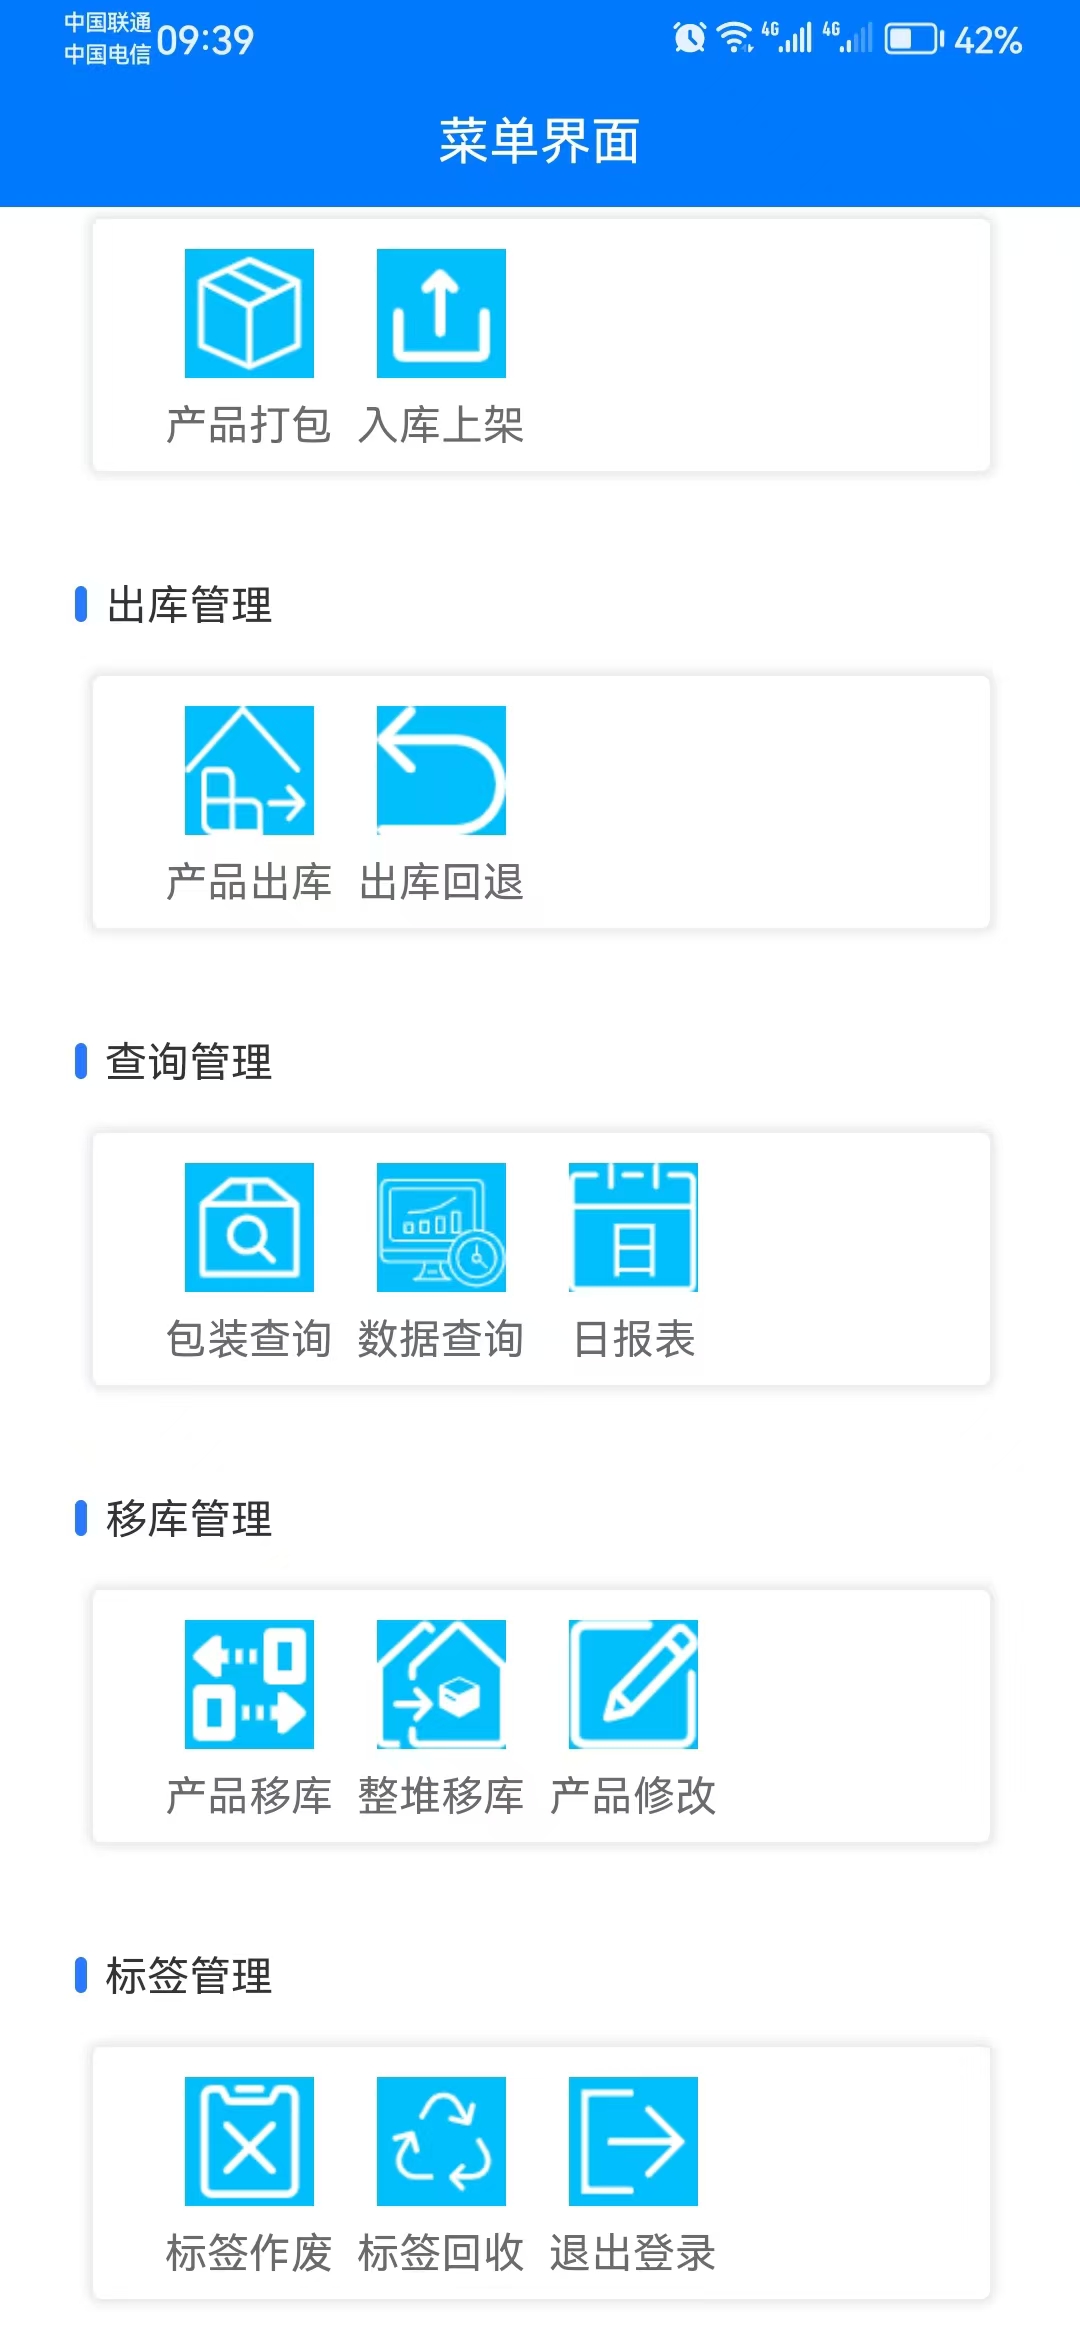 中国联通
中国电信 09:39 4G 4G 42%
菜单界面
产品打包 入库上架
出库管理
产品出库 出库回退
查询管理
日
包装查询 数据查询 日报表
移库管理
产品移库 整堆移库 产品修改
标签管理
标签作废 标签回收 退出登录